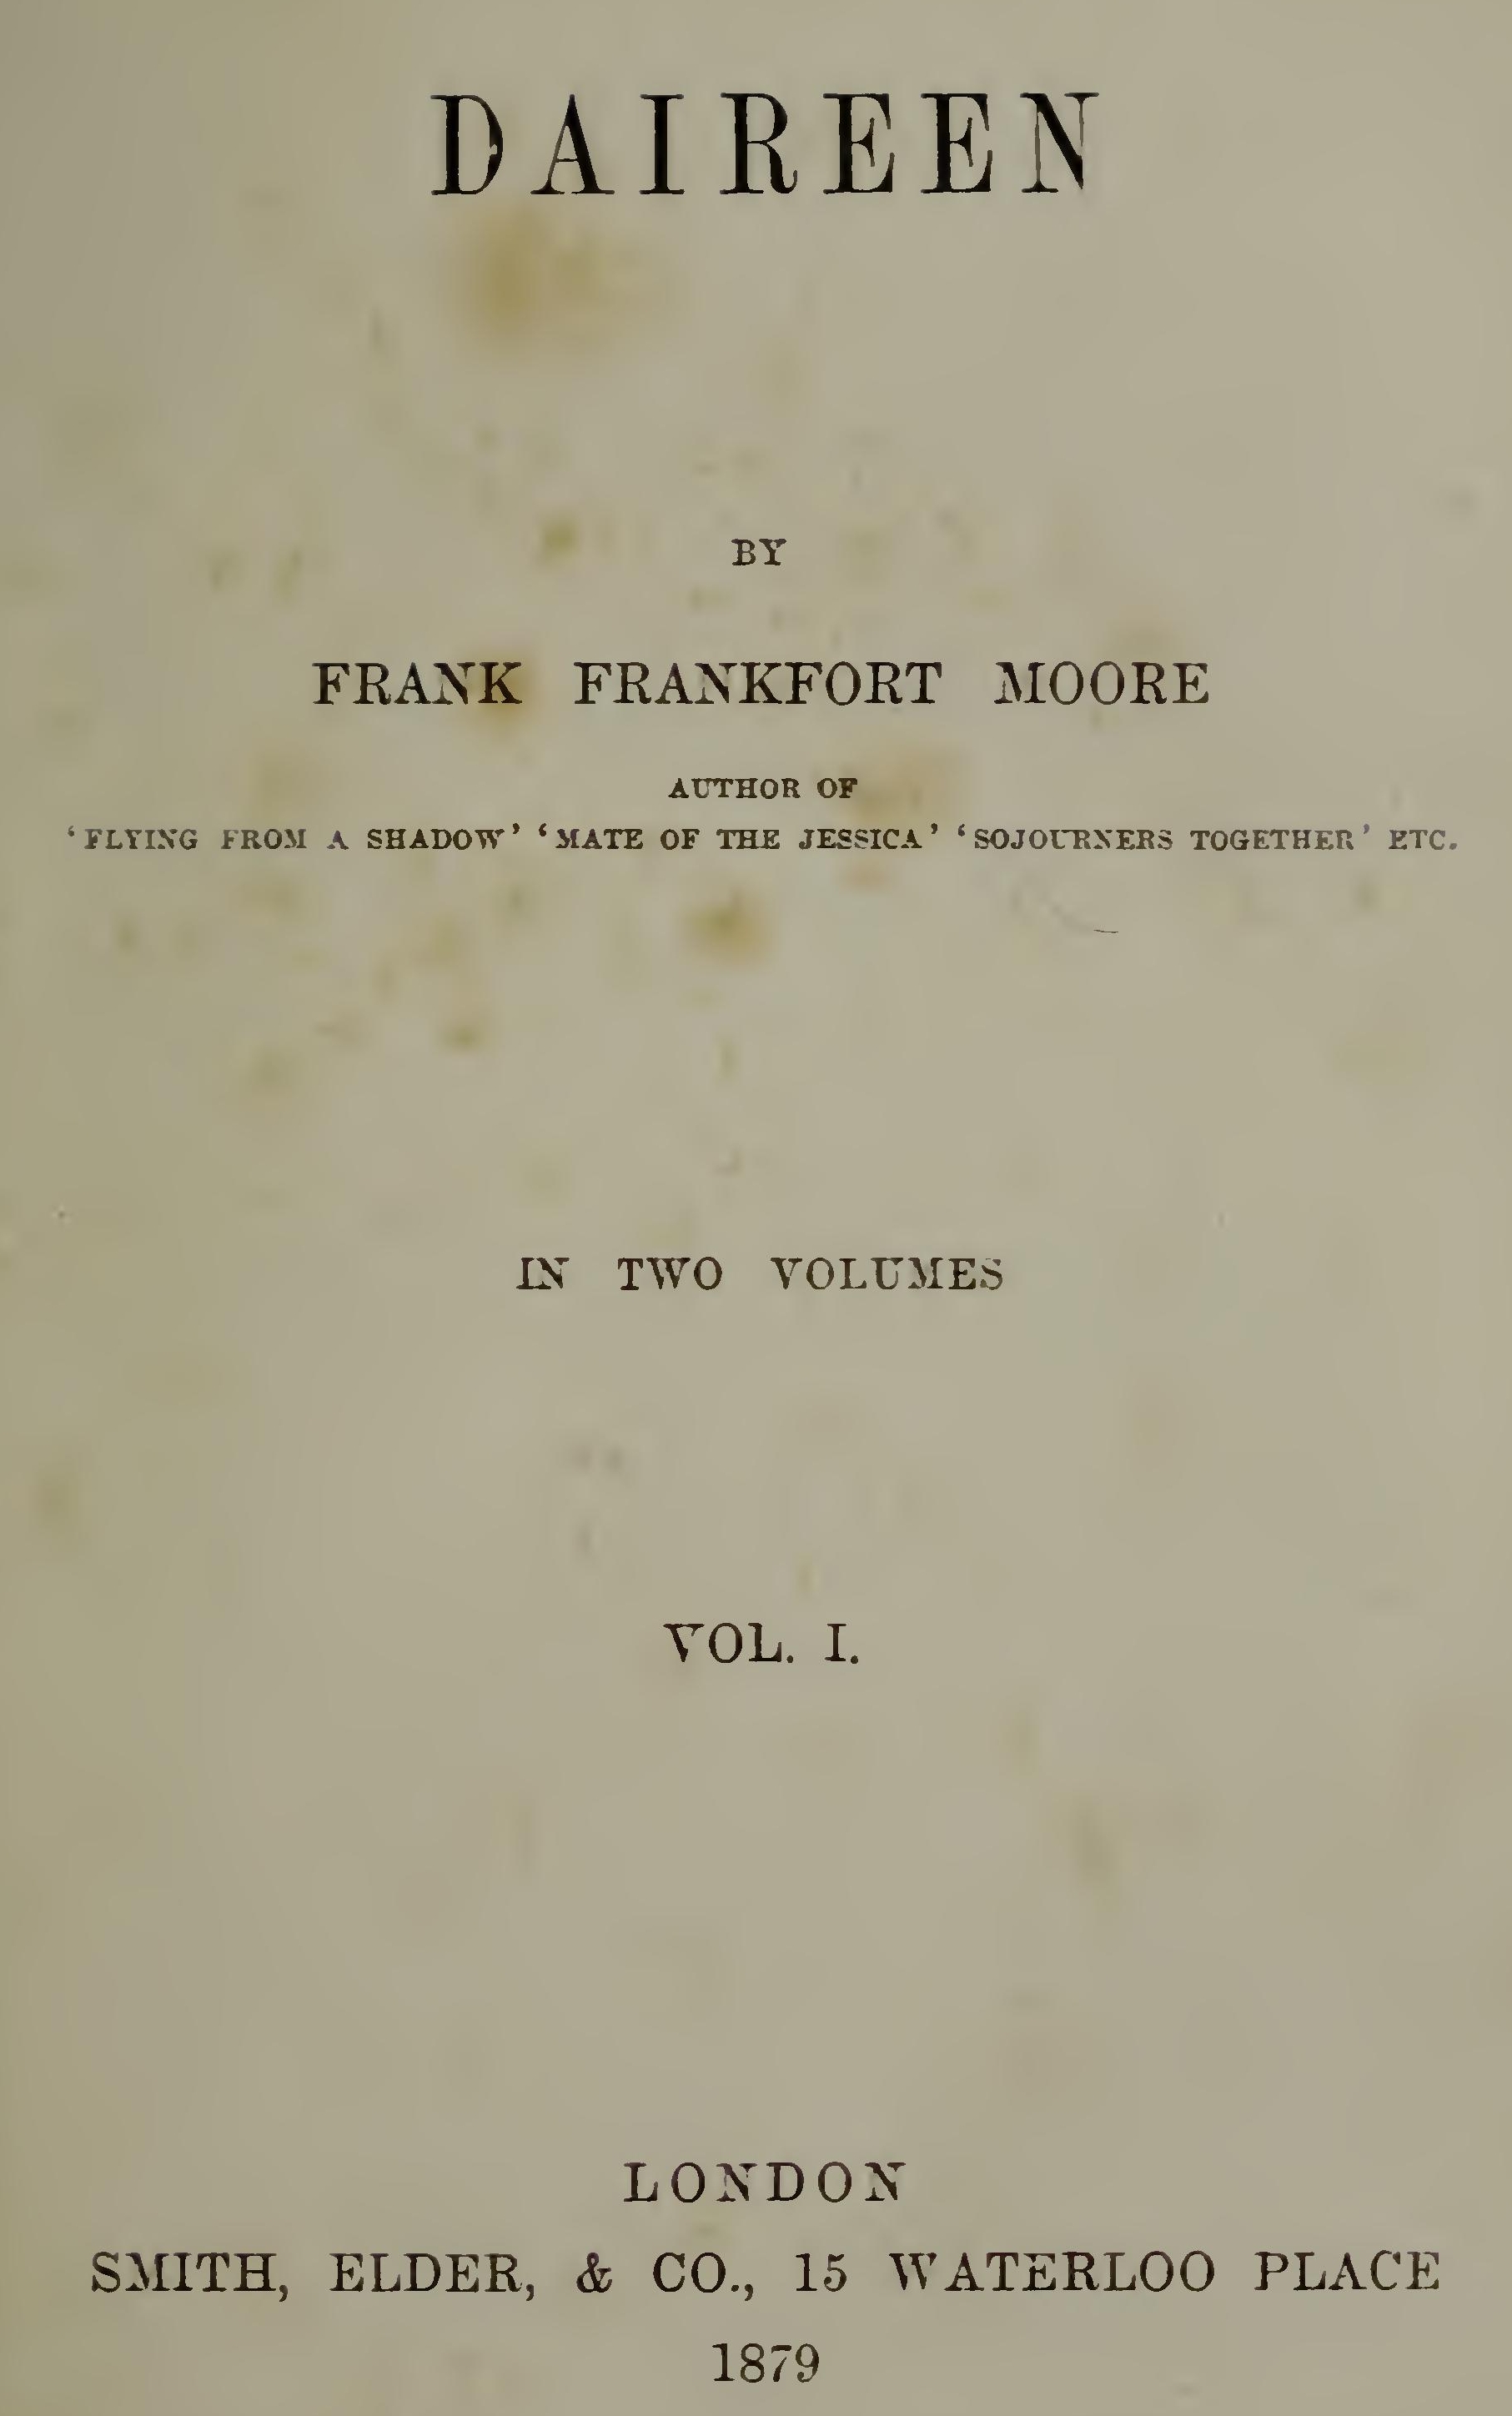 DAIREEN
BY
FRANK FRANKFORT MOORE
AUTHOR OF
‘FLYING FROM A SHADOW’ ‘MATE OF THE JESSICA’ ‘SOJOURNERS TOGETHER’ ETC.
IN TWO VOLUMES
VOL. I.
LONDON
SMITH, ELDER, & CO., 15 WATERLOO PLACE
1879